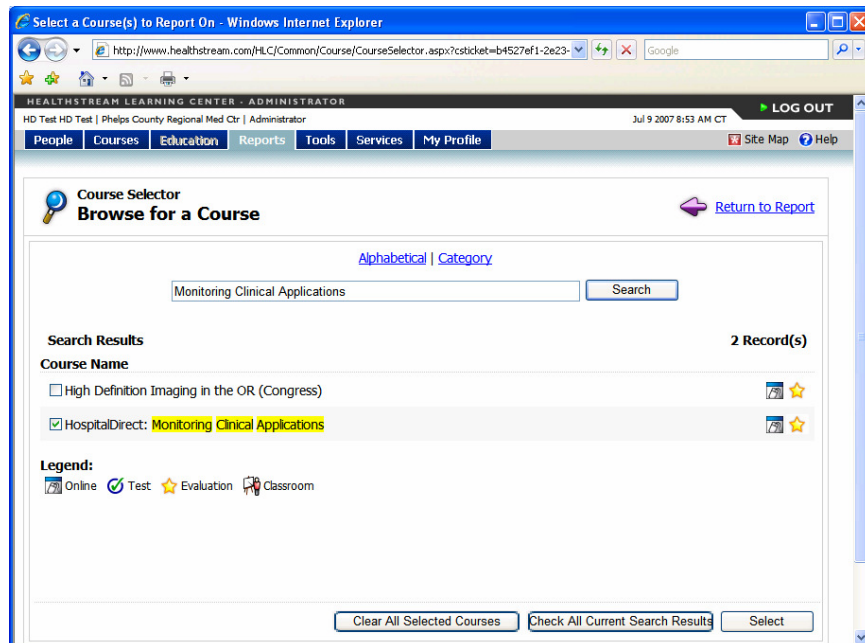 Select a Course(s) to Report On - Windows Internet Explorer
http://www.healthstream.com/HLC/Common/Course/CourseSelector.aspx?csticket=b4527ef1-2e23-
Google
HEALTHSTREAM LEARNING CENTER - ADMINISTRATOR
LOG OUT
HD Test HD Test | Phelps County Regional Med Ctr | Administrator Jul 9 2007 8:53 AM CT
People Courses Education Reports Tools Services My Profile Site Map Help
Course Selector
Browse for a Course
Return to Report
Alphabetical | Category
Monitoring Clinical Applications Search
Search Results 2 Record(s)
Course Name
High Definition Imaging in the OR (Congress)
HospitalDirect: Monitoring Clinical Applications
Legend:
Online Test Evaluation Classroom
Clear All Selected Courses Check All Current Search Results Select